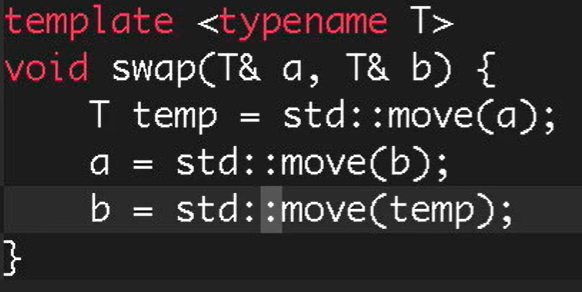 template <typename T>
void swap(T& a, T& b) {
    T temp = std::move(a);
    a = std::move(b);
    b = std::move(temp);
}